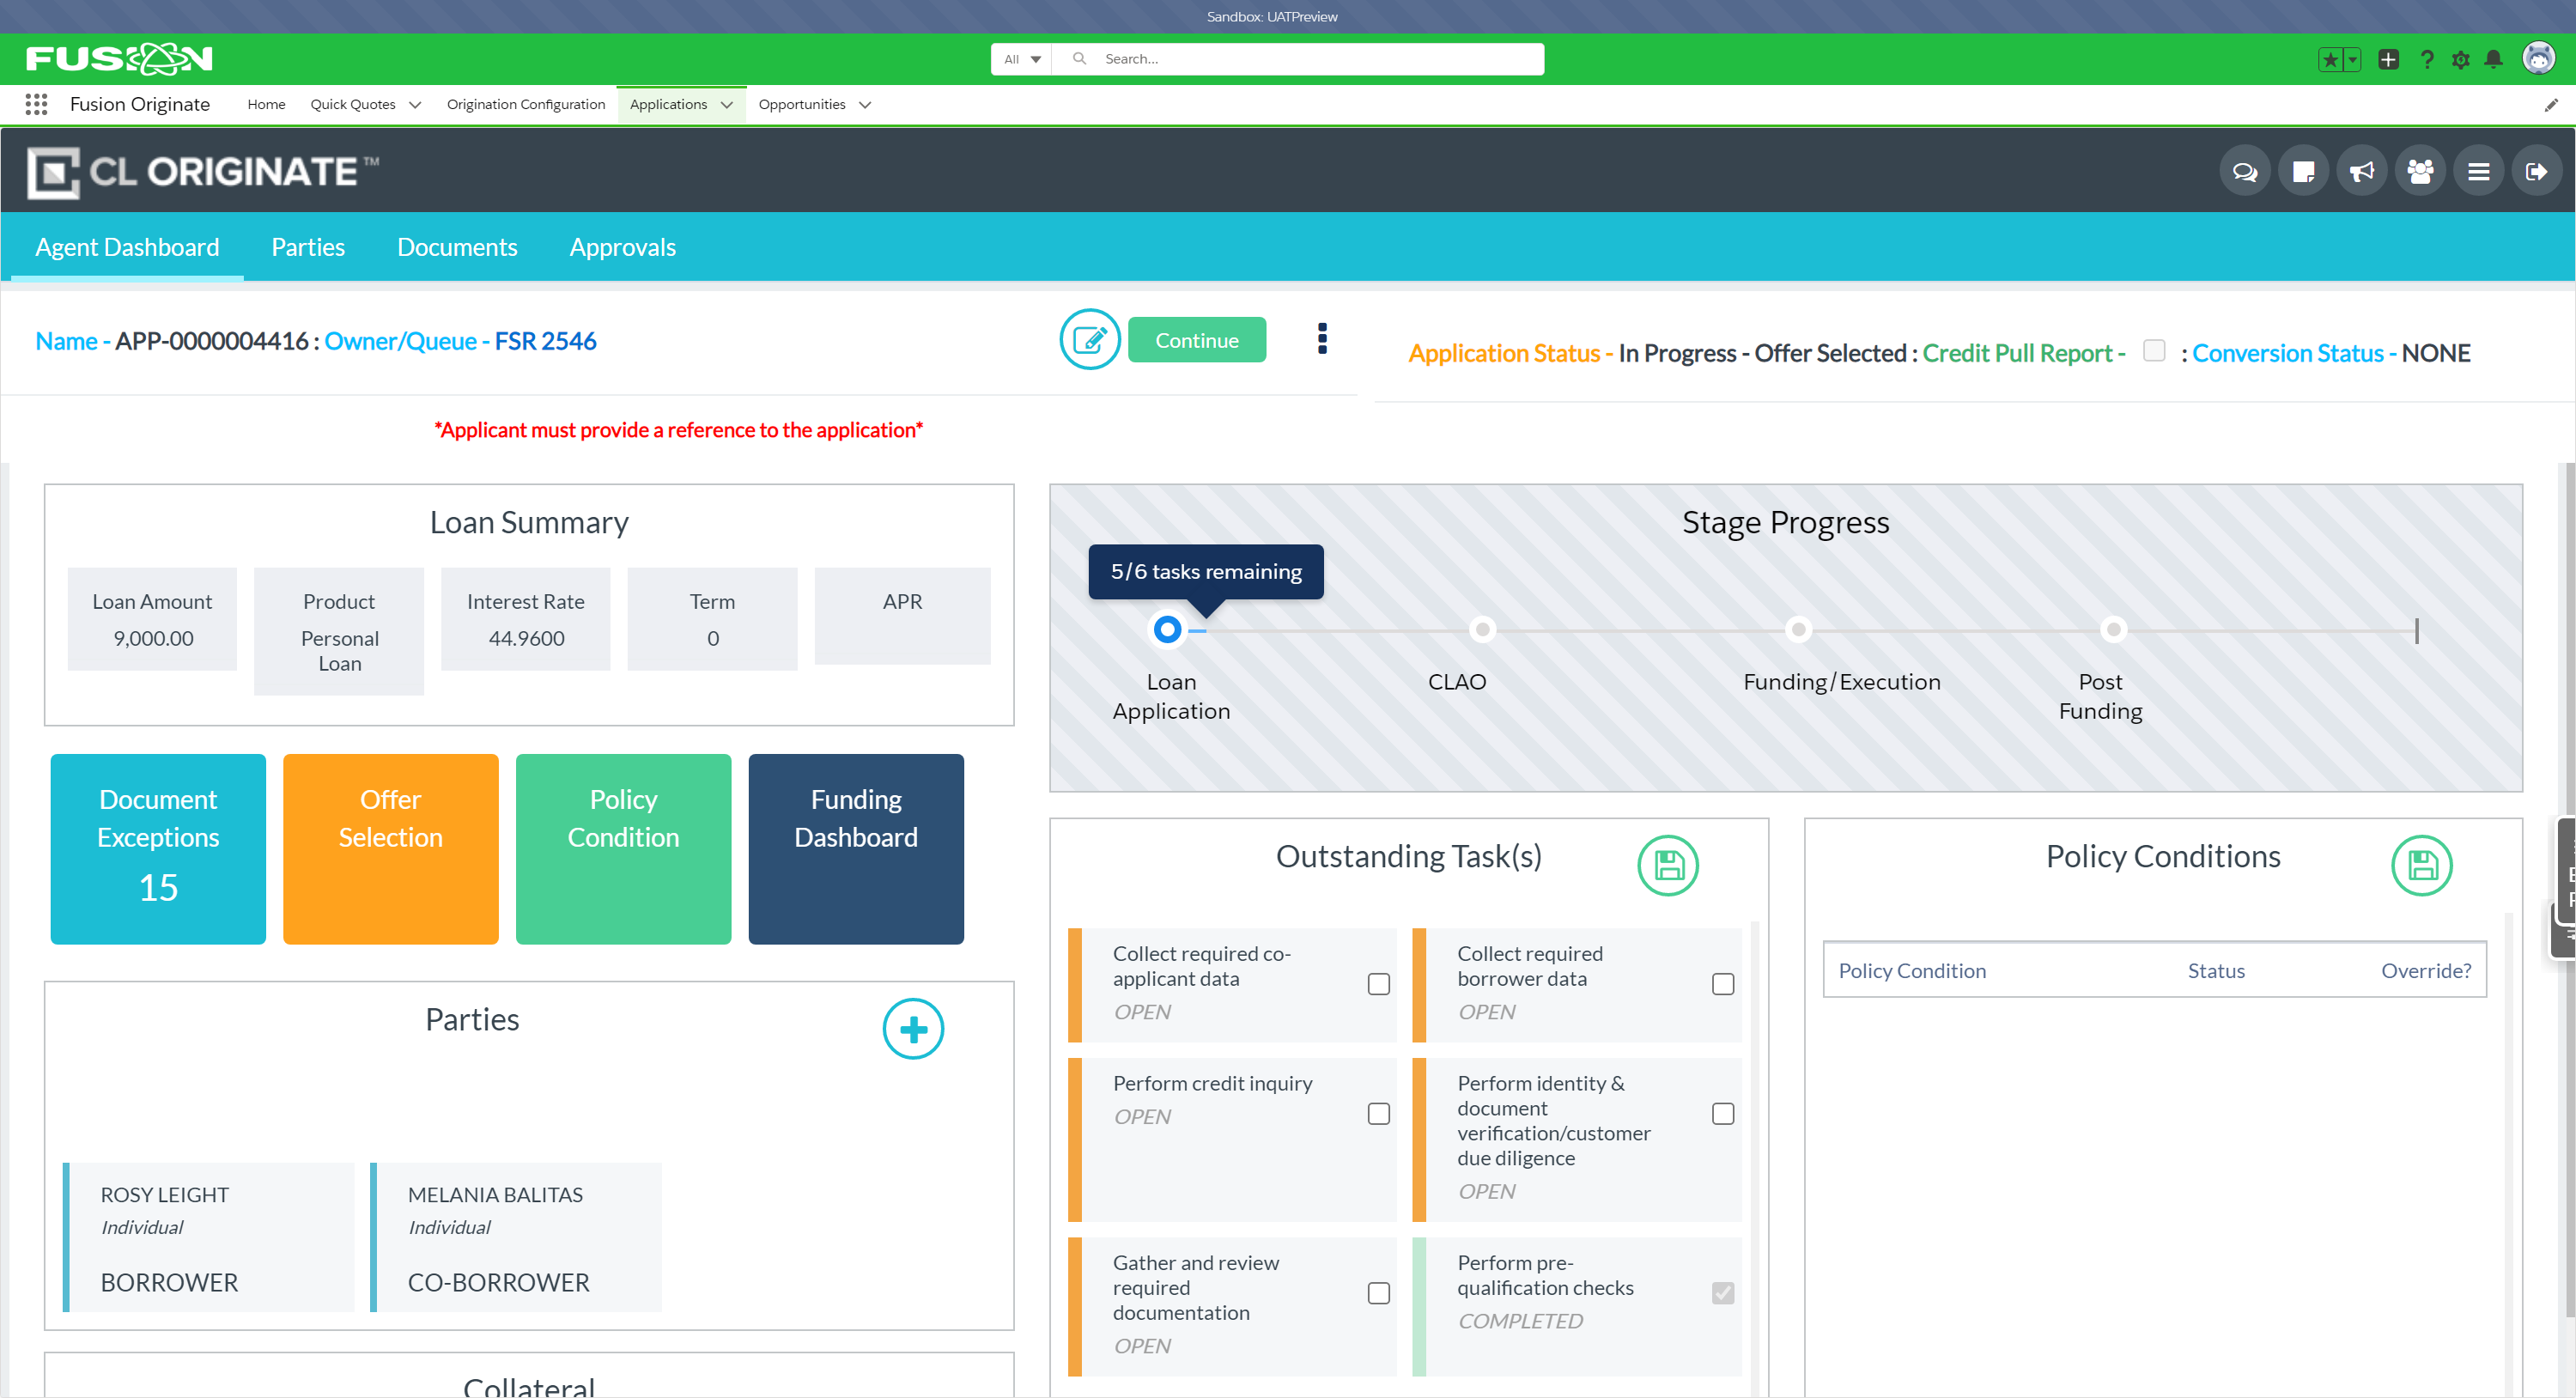 Sandbox: UATPreview
FUSION
All
Search...
Fusion Originate
Home
Quick Quotes
Origination Configuration
Applications
Opportunities
CL ORIGINATE™
Agent Dashboard
Parties
Documents
Approvals
Name - APP-0000004416 : Owner/Queue - FSR 2546
Continue
Application Status - In Progress - Offer Selected : Credit Pull Report - : Conversion Status - NONE
*Applicant must provide a reference to the application*
Loan Summary
Loan Amount
9,000.00
Product
Personal
Loan
Interest Rate
44.9600
Term
0
APR
Stage Progress
5/6 tasks remaining
Loan
Application
CLAO
Funding/Execution
Post
Funding
Document
Exceptions
15
Offer
Selection
Policy
Condition
Funding
Dashboard
Parties
ROSY LEIGHT
Individual
BORROWER
MELANIA BALITAS
Individual
CO-BORROWER
Collateral
Outstanding Task(s)
Collect required co-
applicant data
OPEN
Collect required
borrower data
OPEN
Perform credit inquiry
OPEN
Perform identity &
document
verification/customer
due diligence
OPEN
Gather and review
required
documentation
OPEN
Perform pre-
qualification checks
COMPLETED
Policy Conditions
Policy Condition
Status
Override?